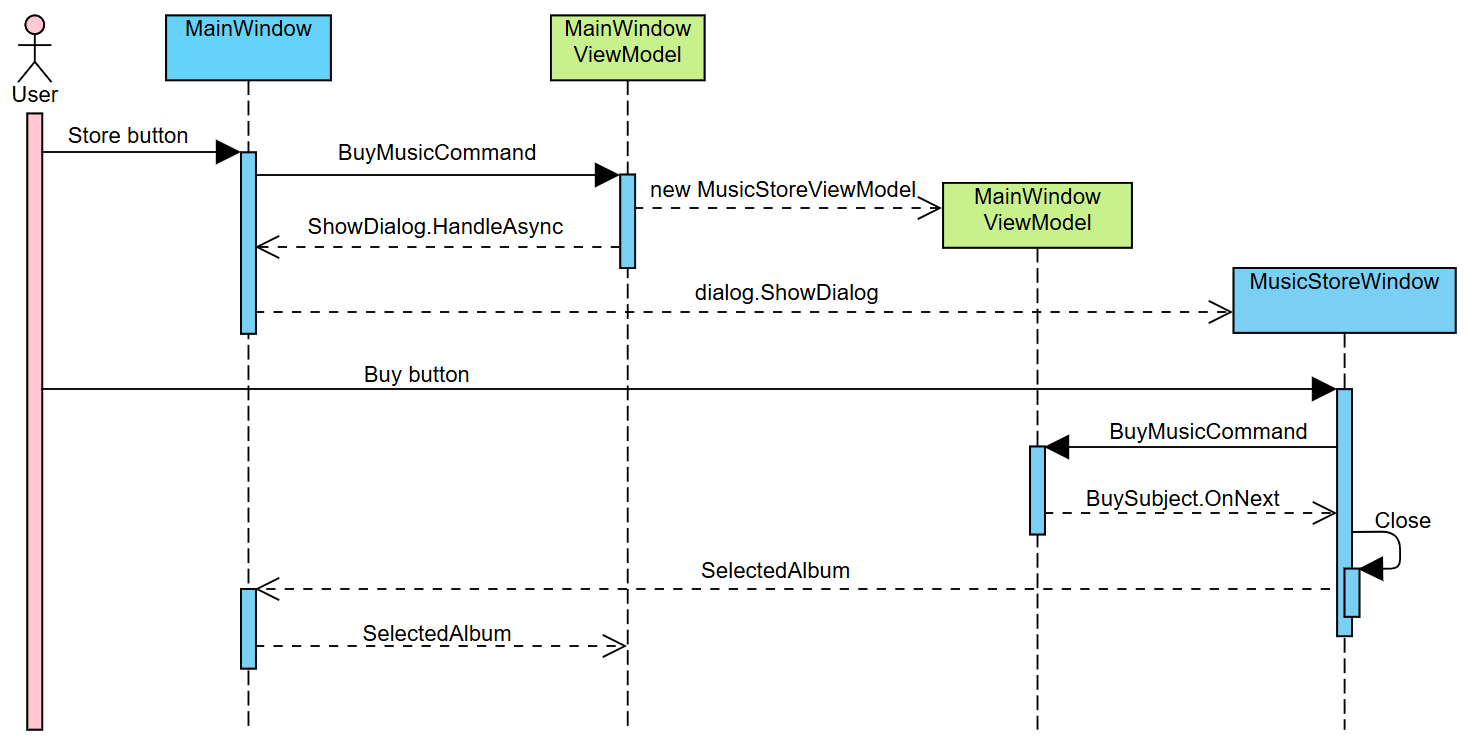 MainWindow
MainWindow
ViewModel
User
Store button
BuyMusicCommand
new MusicStoreViewModel
MainWindow
ViewModel
ShowDialog.HandleAsync
MusicStoreWindow
dialog.ShowDialog
Buy button
BuyMusicCommand
BuySubject.OnNext
Close
SelectedAlbum
SelectedAlbum